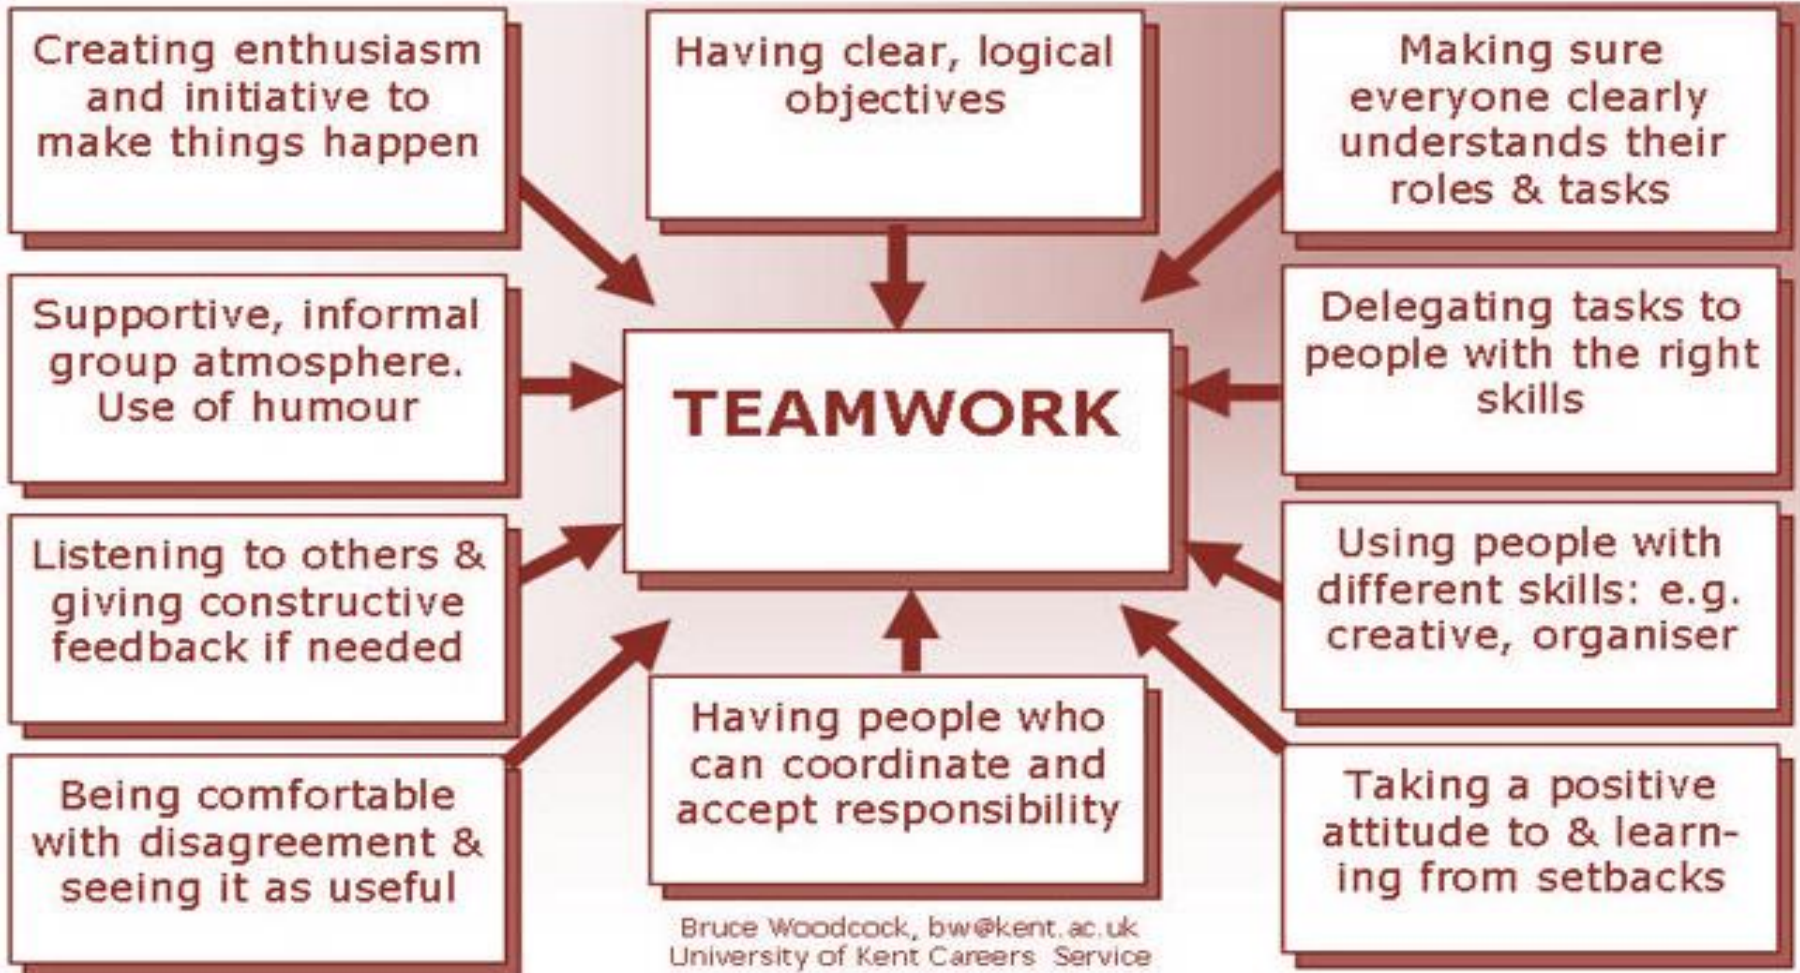 Creating enthusiasm
and initiative to
make things happen
Having clear, logical
objectives
Making sure
everyone clearly
understands their
roles & tasks
Supportive, informal
group atmosphere.
Use of humour
TEAMWORK
Delegating tasks to
people with the right
skills
Listening to others &
giving constructive
feedback if needed
Using people with
different skills: e.g.
creative, organiser
Being comfortable
with disagreement &
seeing it as useful
Having people who
can coordinate and
accept responsibility
Taking a positive
attitude to & learn-
ing from setbacks
Bruce Woodcock, bw@kent.ac.uk
University of Kent Careers Service